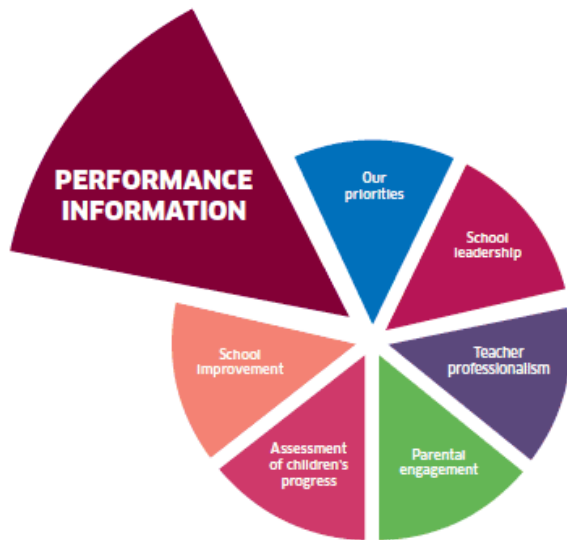 PERFORMANCE
INFORMATION
Our
priorities
School
leadership
Teacher
professionalism
Parental
engagement
Assessment
of children's
progress
School
improvement